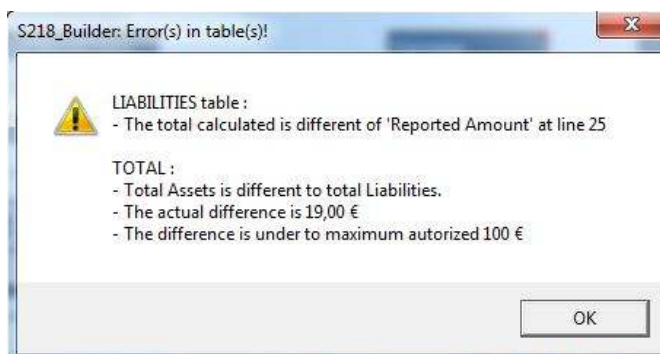 S218_Builder: Error(s) in table(s)!
LIABILITIES table :
- The total calculated is different of 'Reported Amount' at line 25
TOTAL :
- Total Assets is different to total Liabilities.
- The actual difference is 19,00 €
- The difference is under to maximum autorized 100 €
OK